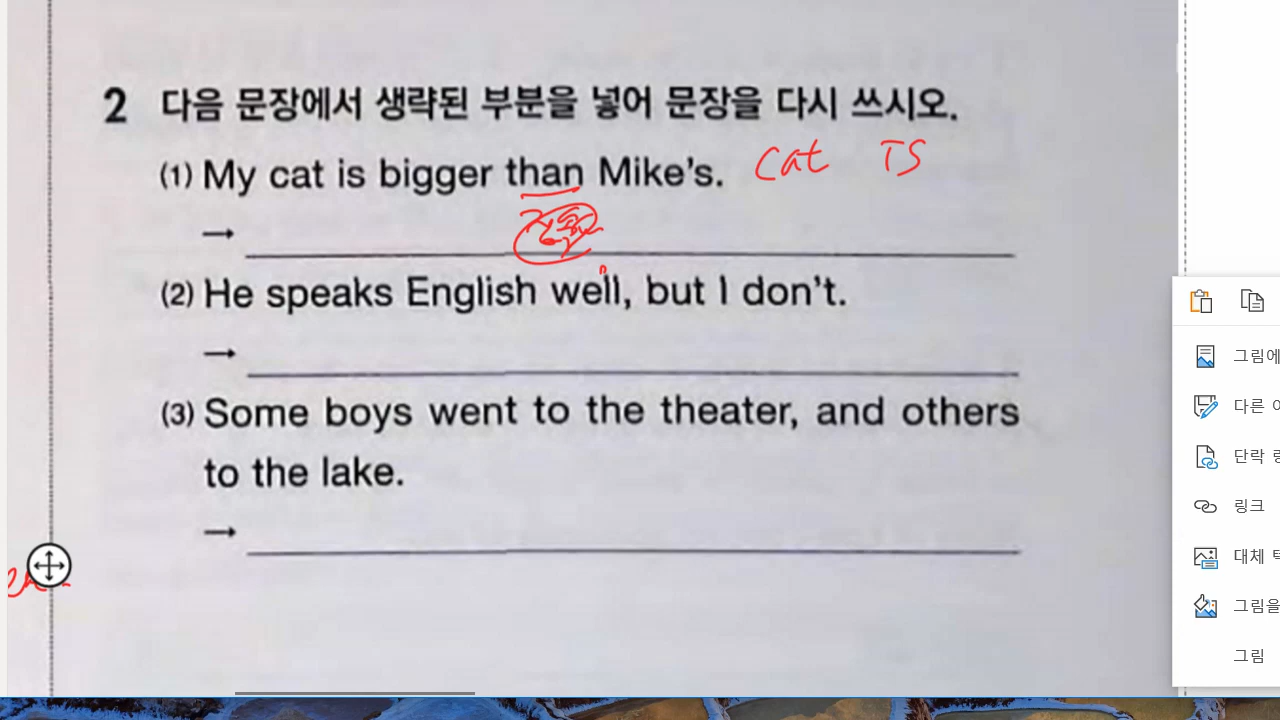 2 다음 문장에서 생략된 부분을 넣어 문장을 다시 쓰시오.
(1) My cat is bigger than Mike's. cat is
→
(2) He speaks English well, but I don't.
→
(3) Some boys went to the theater, and others
to the lake.
→
그림에
다른
단락
링크
대체
그림을
그림